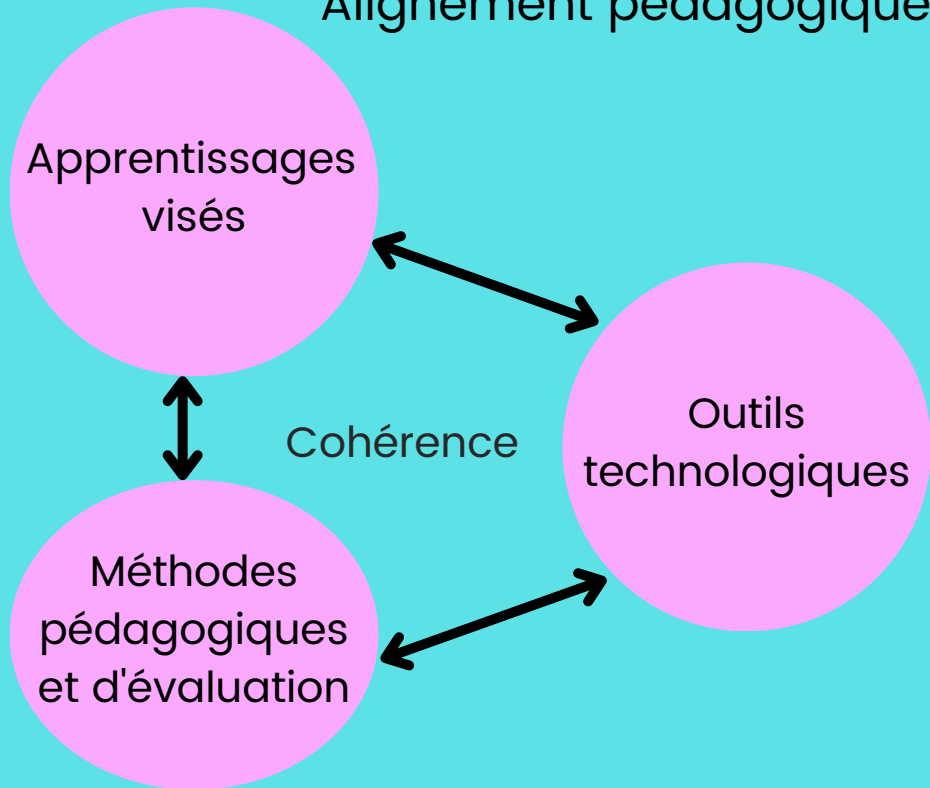 Alignement pédagogique
Apprentissages
visés
Outils
technologiques
Cohérence
Méthodes
pédagogiques
et d'évaluation